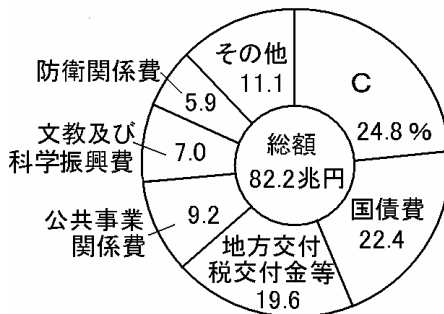 C
24.8%
国債費
22.4
地方交付
税交付金等
19.6
公共事業
関係費
9.2
文教及び
科学振興費
7.0
防衛関係費
5.9
その他
11.1
総額
82.2兆円